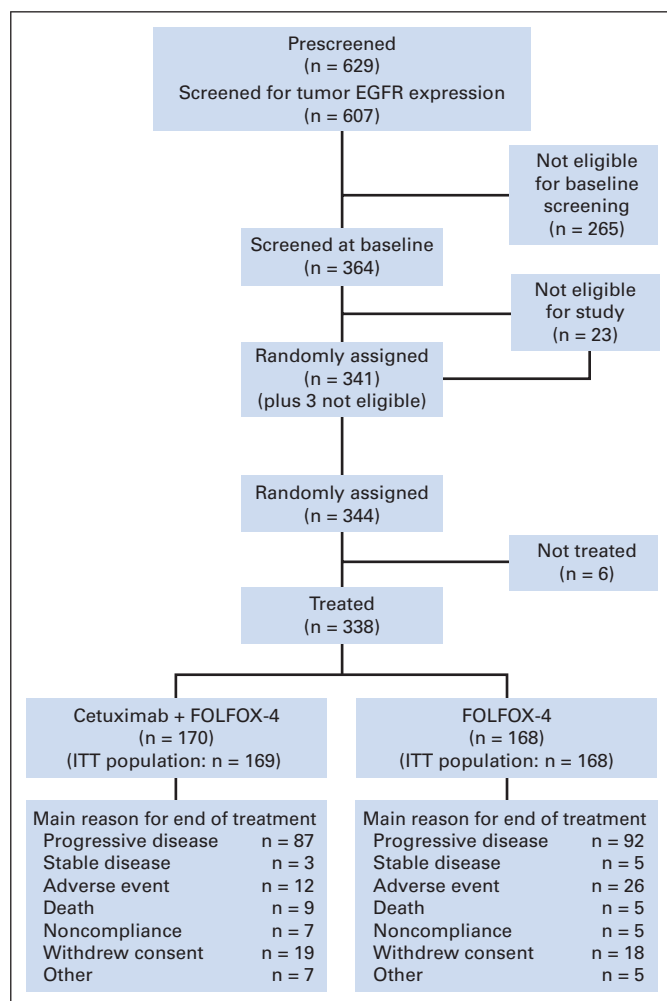 Prescreened
(n = 629)
Screened for tumor EGFR expression
(n = 607)
Not eligible
for baseline
screening
(n = 265)
Screened at baseline
(n = 364)
Not eligible
for study
(n = 23)
Randomly assigned
(n = 341)
(plus 3 not eligible)
Randomly assigned
(n = 344)
Not treated
(n = 6)
Treated
(n = 338)
Cetuximab + FOLFOX-4
(n = 170)
(ITT population: n = 169)
FOLFOX-4
(n = 168)
(ITT population: n = 168)
Main reason for end of treatment
Progressive disease n = 87
Stable disease n = 3
Adverse event n = 12
Death n = 9
Noncompliance n = 7
Withdrew consent n = 19
Other n = 7
Main reason for end of treatment
Progressive disease n = 92
Stable disease n = 5
Adverse event n = 26
Death n = 5
Noncompliance n = 5
Withdrew consent n = 18
Other n = 5